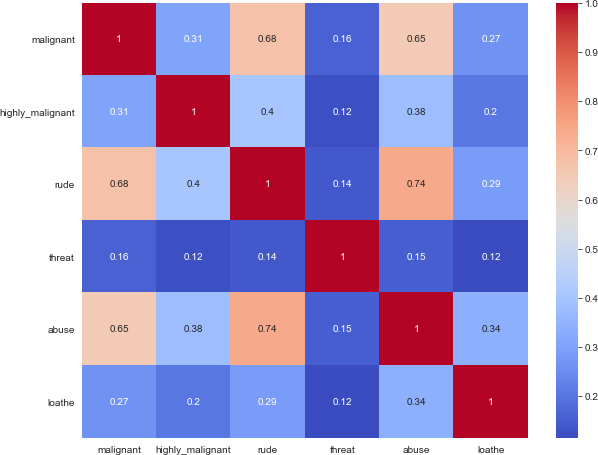 malignant 1 0.31 0.68 0.16 0.65 0.27
highly_malignant 0.31 1 0.4 0.12 0.38 0.2
rude 0.68 0.4 1 0.14 0.74 0.29
threat 0.16 0.12 0.14 1 0.15 0.12
abuse 0.65 0.38 0.74 0.15 1 0.34
loathe 0.27 0.2 0.29 0.12 0.34 1
malignant highly_malignant rude threat abuse loathe
1.0
0.9
0.8
0.7
0.6
0.5
0.4
0.3
0.2